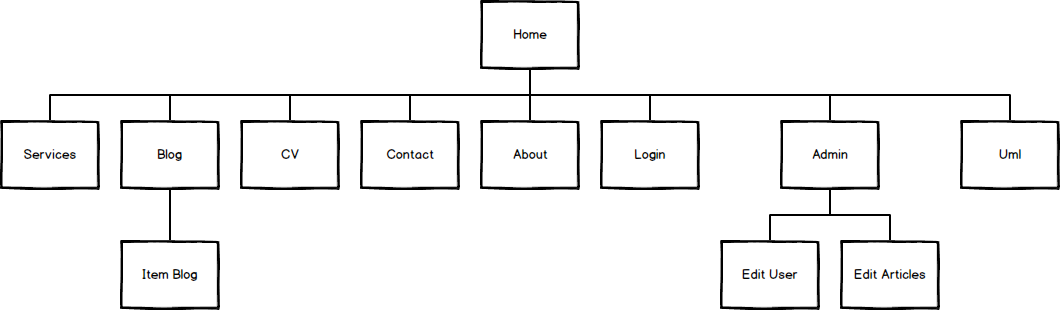 Home
Services
Blog
CV
Contact
About
Login
Admin
Uml
Item Blog
Edit User
Edit Articles